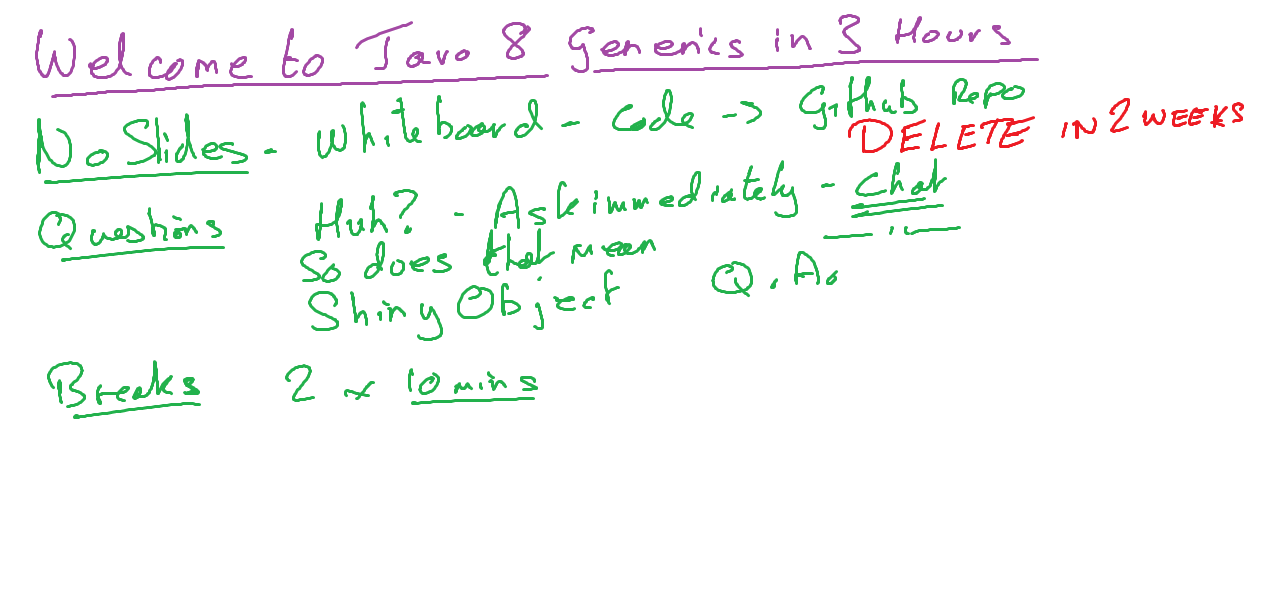 Welcome to Java 8 Generics in 3 Hours
No Slides - Whiteboard - Code -> Github Repo
DELETE IN 2 WEEKS
Questions Huh? - Ask immediately - Chat
So does that mean — " —
Shiny Object Q.A.
Breaks 2 x 10 mins